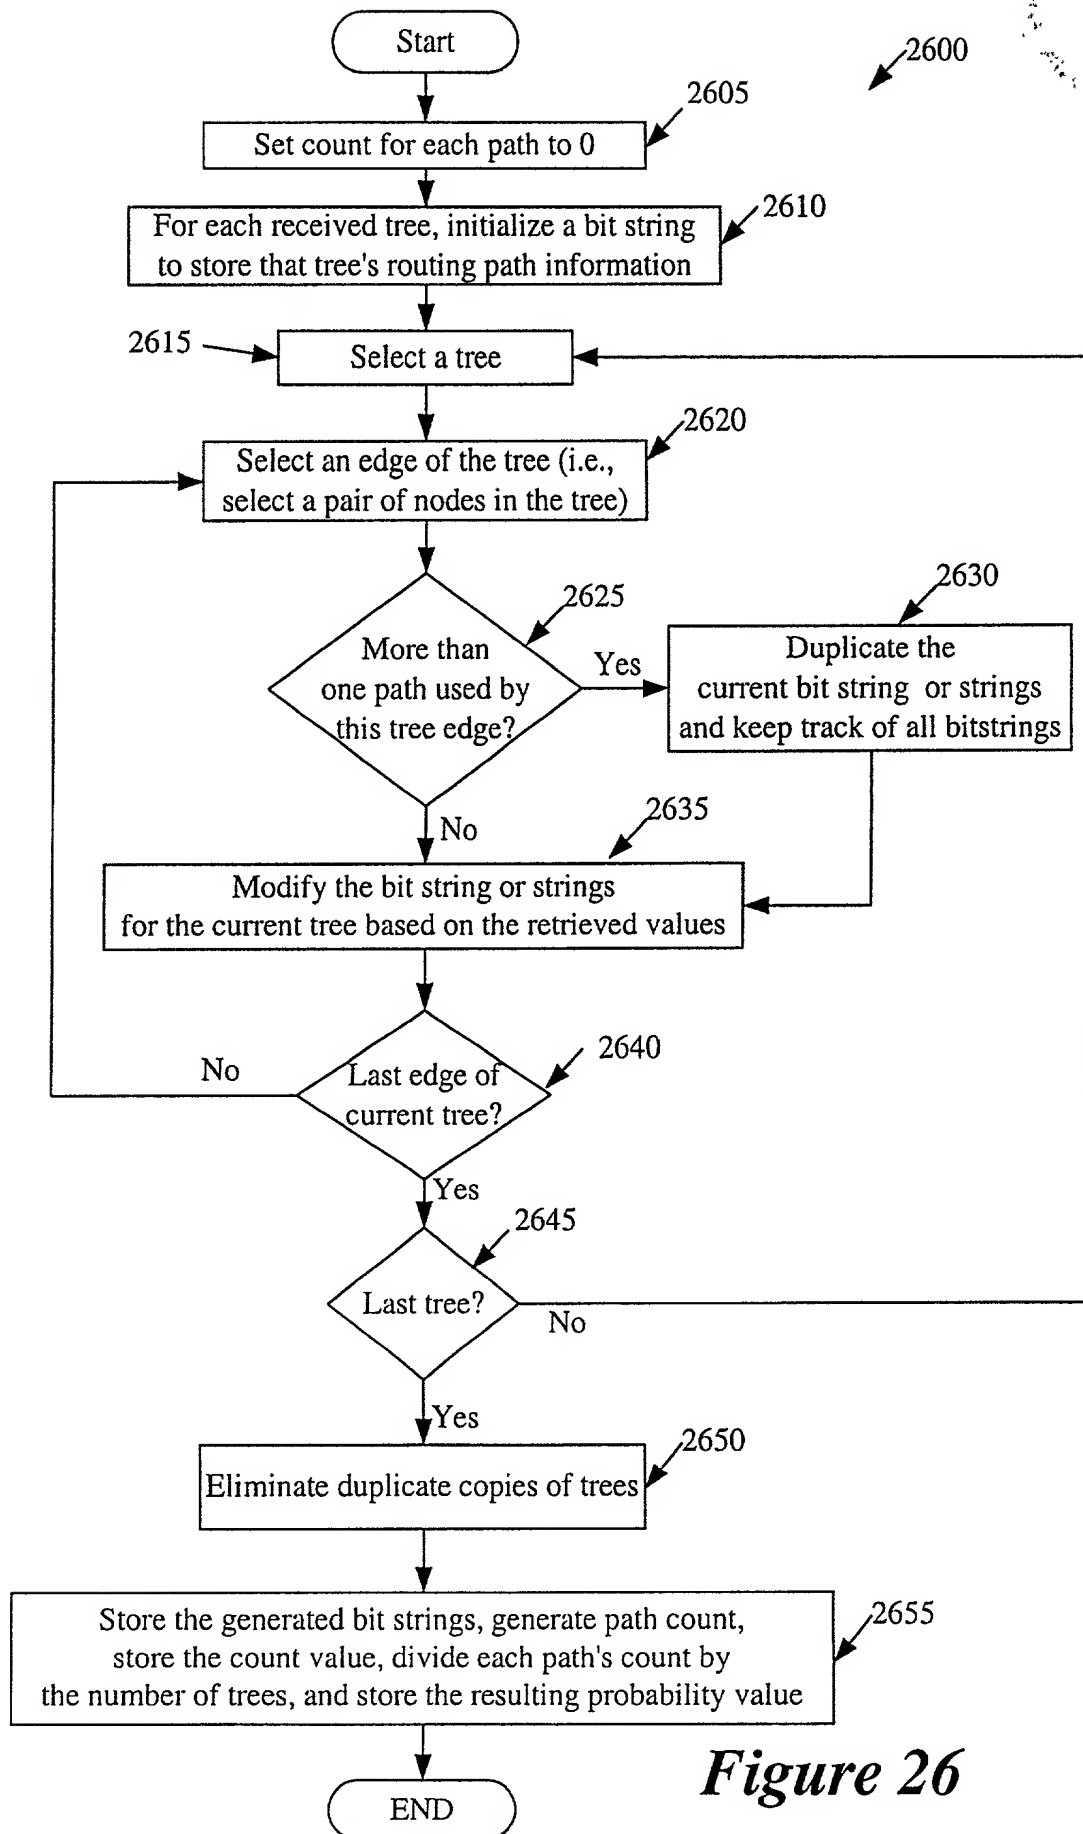 Start
2600
2605
Set count for each path to 0
2610
For each received tree, initialize a bit string
to store that tree's routing path information
2615
Select a tree
2620
Select an edge of the tree (i.e.,
select a pair of nodes in the tree)
2625
More than
one path used by
this tree edge?
Yes
2630
Duplicate the
current bit string or strings
and keep track of all bitstrings
No
2635
Modify the bit string or strings
for the current tree based on the retrieved values
2640
Last edge of
current tree?
No
Yes
2645
Last tree?
No
Yes
2650
Eliminate duplicate copies of trees
2655
Store the generated bit strings, generate path count,
store the count value, divide each path's count by
the number of trees, and store the resulting probability value
END
Figure 26